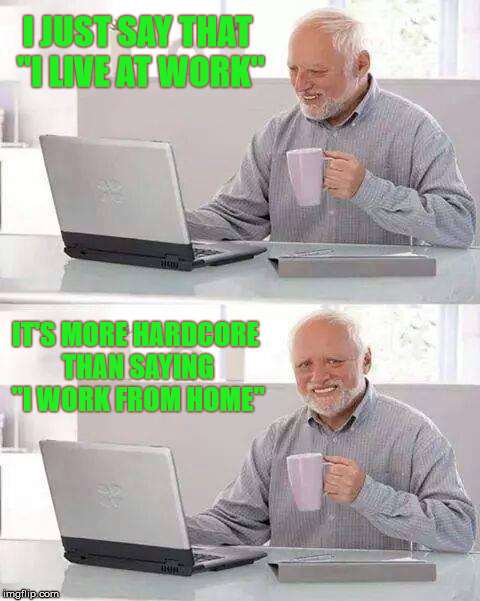 I JUST SAY THAT
"I LIVE AT WORK"
IT'S MORE HARDCORE
THAN SAYING
"I WORK FROM HOME"
imgflip.com